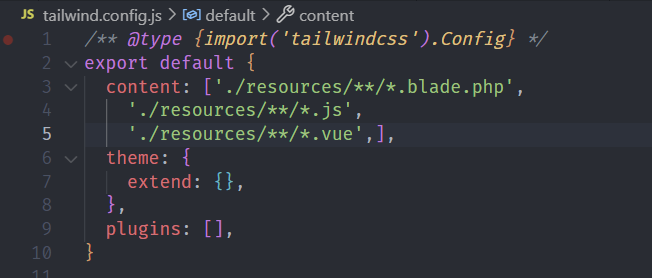 JS tailwind.config.js > default > content
1 /** @type {import('tailwindcss').Config} */
2 export default {
3 content: ['./resources/**/*.blade.php',
4 './resources/**/*.js',
5 './resources/**/*.vue',],
6 theme: {
7 extend: {},
8 },
9 plugins: [],
10 }
11